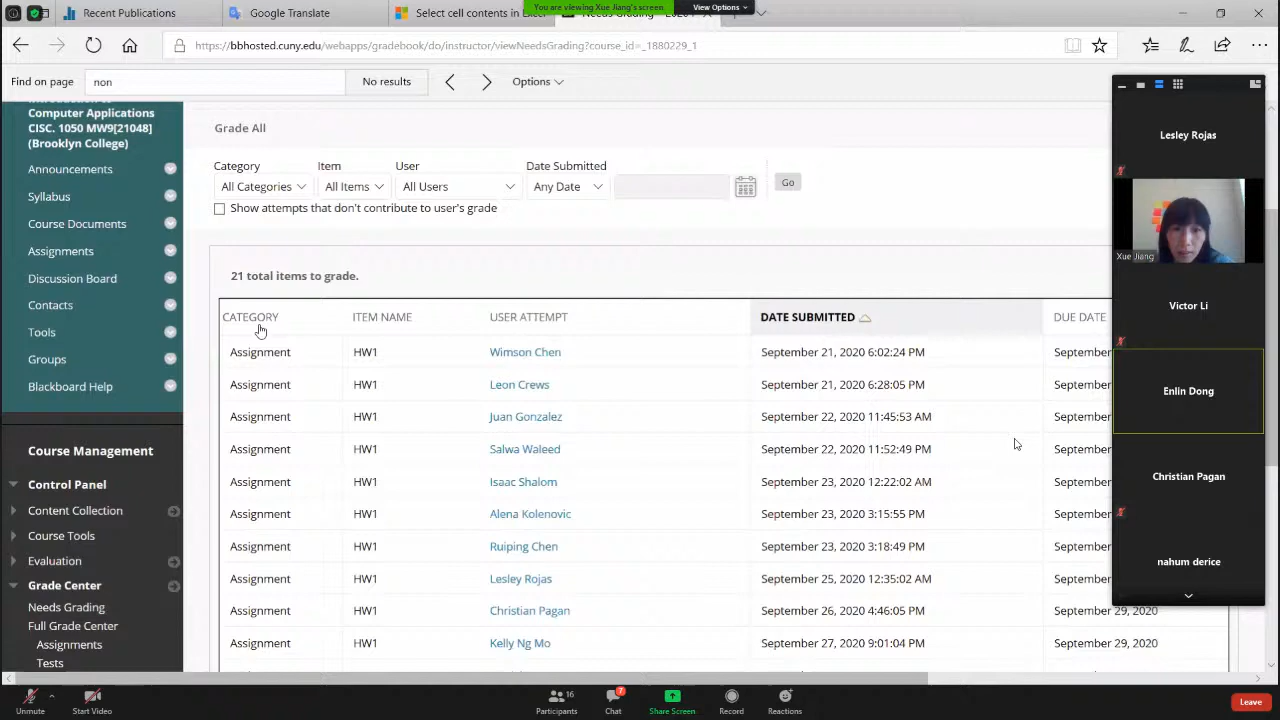 Recent Publications
Google Translate
Select Cell Contents in Excel
You are viewing Xue Jiang's screen
View Options
https://bbhosted.cuny.edu/webapps/gradebook/do/instructor/viewNeedsGrading?course_id=_1880229_1
Find on page
non
No results
Options
Introduction to
Computer Applications
CISC. 1050 MW9[21048]
(Brooklyn College)
Announcements
Syllabus
Course Documents
Assignments
Discussion Board
Contacts
Tools
Groups
Blackboard Help
Course Management
Control Panel
Content Collection
Course Tools
Evaluation
Grade Center
Needs Grading
Full Grade Center
Assignments
Tests
Grade All
Category Item User Date Submitted
All Categories All Items All Users Any Date Go
Show attempts that don't contribute to user's grade
21 total items to grade.
CATEGORY ITEM NAME USER ATTEMPT DATE SUBMITTED DUE DATE
Assignment HW1 Wimson Chen September 21, 2020 6:02:24 PM September
Assignment HW1 Leon Crews September 21, 2020 6:28:05 PM September
Assignment HW1 Juan Gonzalez September 22, 2020 11:45:53 AM September
Assignment HW1 Salwa Waleed September 22, 2020 11:52:49 PM September
Assignment HW1 Isaac Shalom September 23, 2020 12:22:02 AM September
Assignment HW1 Alena Kolenovic September 23, 2020 3:15:55 PM September
Assignment HW1 Ruiping Chen September 23, 2020 3:18:49 PM September
Assignment HW1 Lesley Rojas September 25, 2020 12:35:02 AM September
Assignment HW1 Christian Pagan September 26, 2020 4:46:05 PM September 29, 2020
Assignment HW1 Kelly Ng Mo September 27, 2020 9:01:04 PM September 29, 2020
Lesley Rojas
Xue Jiang
Victor Li
Enlin Dong
Christian Pagan
nahum derice
Unmute
Start Video
16
Participants
7
Chat
Share Screen
Record
Reactions
Leave